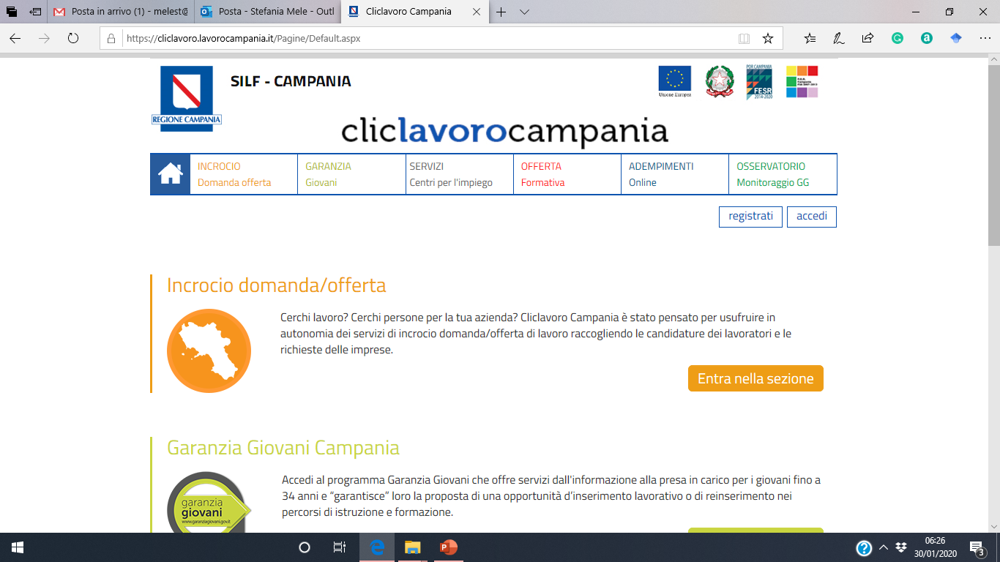 Posta in arrivo (1) - melest@
Posta - Stefania Mele - Outl
Cliclavoro Campania
https://cliclavoro.lavorocampania.it/Pagine/Default.aspx
REGIONE CAMPANIA
SILF - CAMPANIA
Unione Europea
POR CAMPANIA
FESR
2014-2020
cliclavorocampania
INCROCIO
Domanda offerta
GARANZIA
Giovani
SERVIZI
Centri per l'impiego
OFFERTA
Formativa
ADEMPIMENTI
Online
OSSERVATORIO
Monitoraggio GG
registrati
accedi
Incrocio domanda/offerta
Cerchi lavoro? Cerchi persone per la tua azienda? Cliclavoro Campania è stato pensato per usufruire in
autonomia dei servizi di incrocio domanda/offerta di lavoro raccogliendo le candidature dei lavoratori e le
richieste delle imprese.
Entra nella sezione
Garanzia Giovani Campania
garanzia
giovani
www.garanziagiovani.gov.it
Accedi al programma Garanzia Giovani che offre servizi dall'informazione alla presa in carico per i giovani fino a
34 anni e “garantisce” loro la proposta di una opportunità d’inserimento lavorativo o di reinserimento nei
percorsi di istruzione e formazione.
06:26
30/01/2020
3